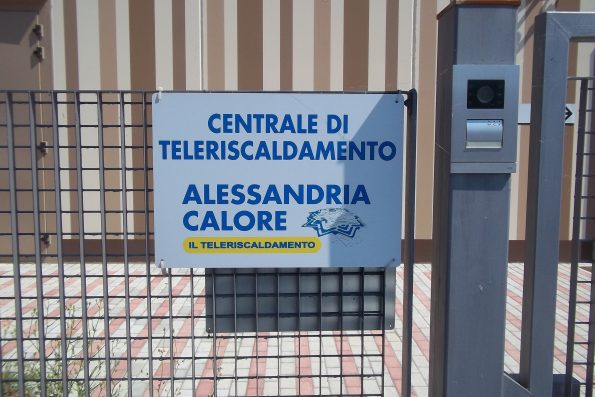 CENTRALE DI
TELERISCALDAMENTO
ALESSANDRIA
CALORE
IL TELERISCALDAMENTO